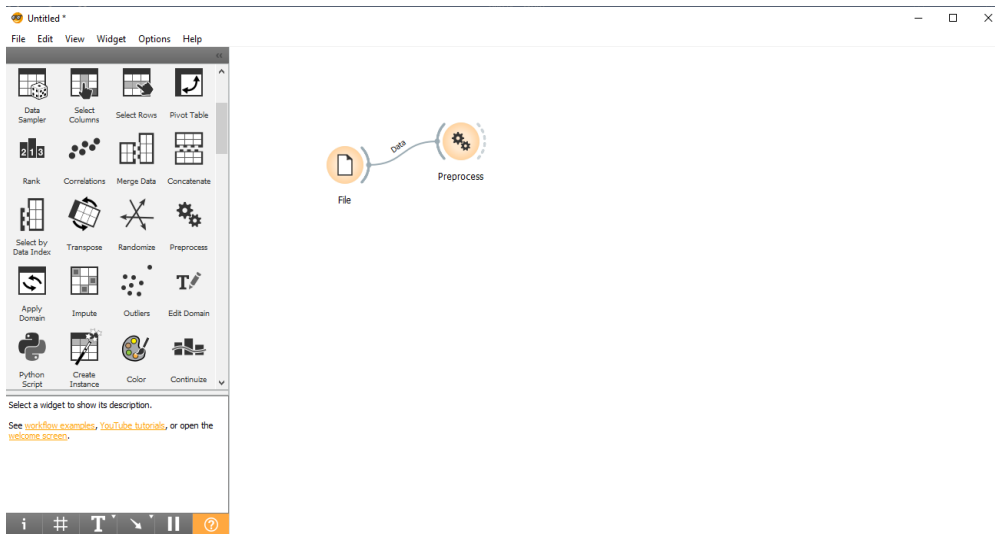 Untitled *
File Edit View Widget Options Help
Data Sampler
Select Columns
Select Rows
Pivot Table
2 1 3
Rank
Correlations
Merge Data
Concatenate
Select by Data Index
Transpose
Randomize
Preprocess
Apply Domain
Impute
Outliers
T
Edit Domain
Python Script
Create Instance
Color
Continuize
Select a widget to show its description.
See workflow examples, YouTube tutorials, or open the
welcome screen.
i # T ?
File
Data
Preprocess